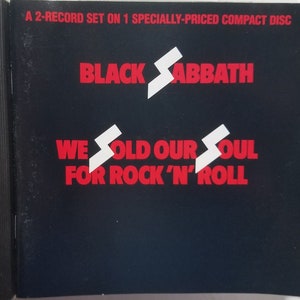 A 2-RECORD SET ON 1 SPECIALLY-PRICED COMPACT DISC
BLACK SABBATH
WE SOLD OUR SOUL
FOR ROCK 'N' ROLL